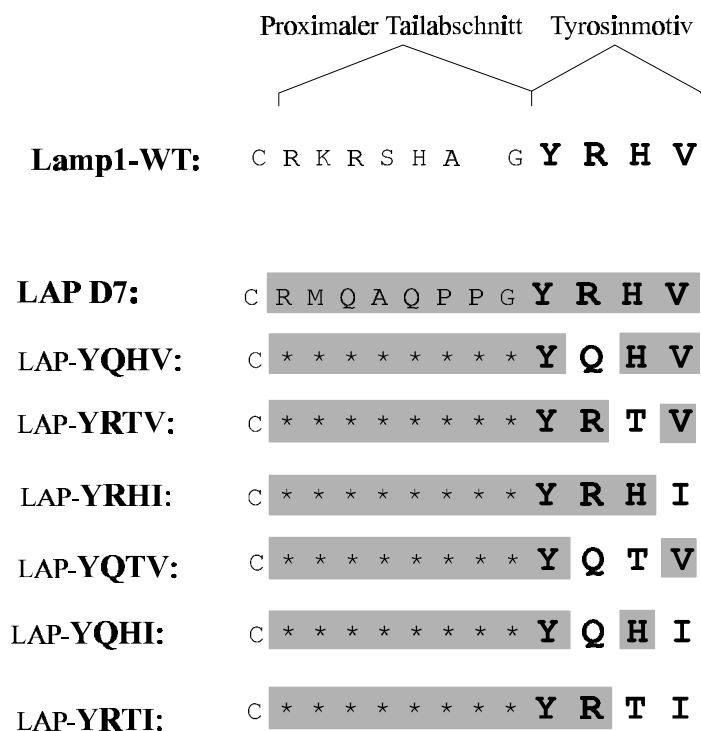 Proximaler Tailabschnitt Tyrosinmotiv
Lamp1-WT: C R K R S H A G Y R H V
LAP D7: C R M Q A Q P P G Y R H V
LAP-YQHV: C * * * * * * * * Y Q H V
LAP-YRTV: C * * * * * * * * Y R T V
LAP-YRHI: C * * * * * * * * Y R H I
LAP-YQTV: C * * * * * * * * Y Q T V
LAP-YQHI: C * * * * * * * * Y Q H I
LAP-YRTI: C * * * * * * * * Y R T I